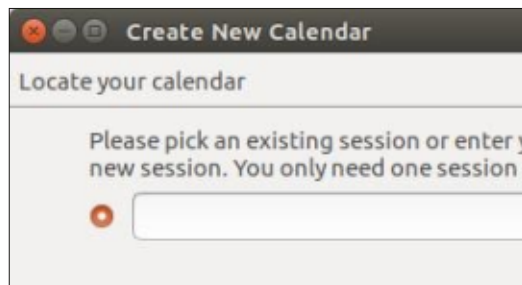 Create New Calendar
Locate your calendar
Please pick an existing session or enter
new session. You only need one session